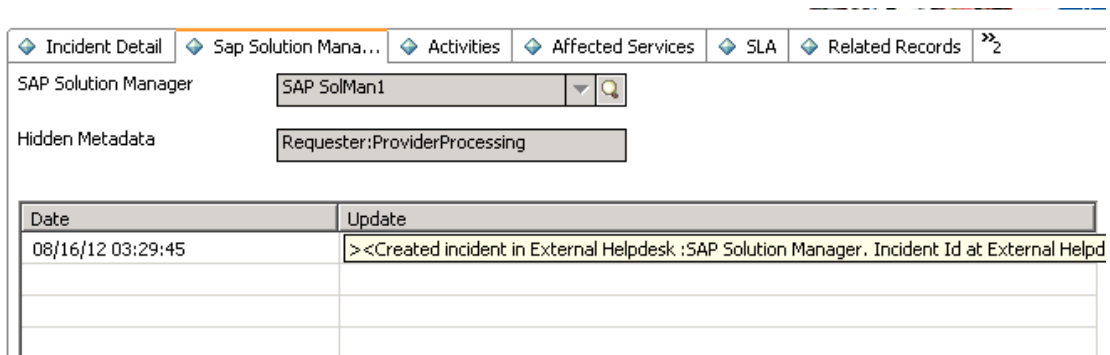 Incident Detail Sap Solution Mana... Activities Affected Services SLA Related Records »2
SAP Solution Manager SAP SolMan1
Hidden Metadata Requester:ProviderProcessing
Date Update
08/16/12 03:29:45 ><Created incident in External Helpdesk :SAP Solution Manager. Incident Id at External Helpd